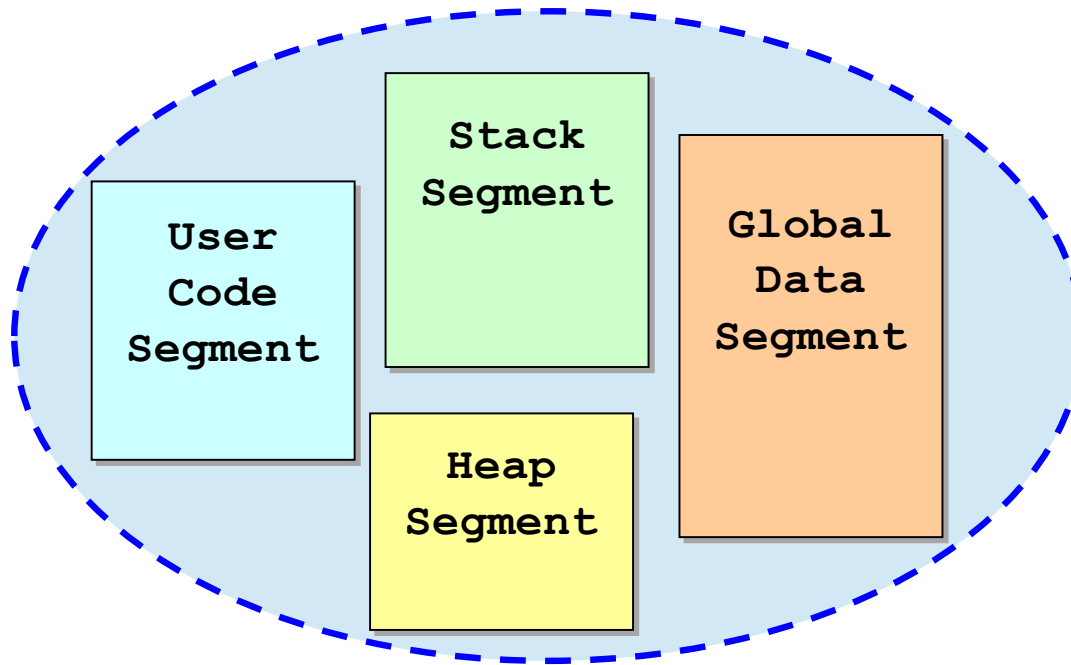 User
Code
Segment
Stack
Segment
Heap
Segment
Global
Data
Segment